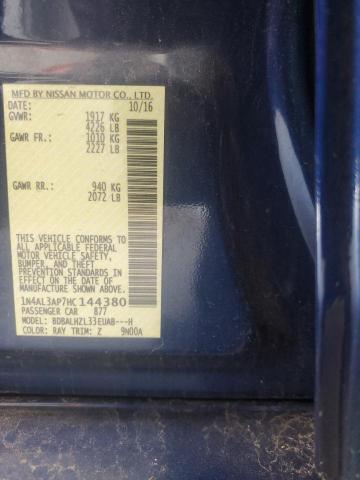 MFD BY NISSAN MOTOR CO., LTD.
DATE: 10/16
GVWR: 1917 KG
4226 LB
GAWR FR: 1010 KG
2227 LB
GAWR RR: 940 KG
2072 LB
THIS VEHICLE CONFORMS TO
ALL APPLICABLE FEDERAL
MOTOR VEHICLE SAFETY,
BUMPER, AND THEFT
PREVENTION STANDARDS
IN EFFECT ON THE DATE OF
MANUFACTURE SHOWN ABOVE.
1N4AL3AP7HC144380
PASSENGER CAR 877
MODEL: BDBALHZL33EUAB---H
COLOR: RAY TRIM: Z 9N00A